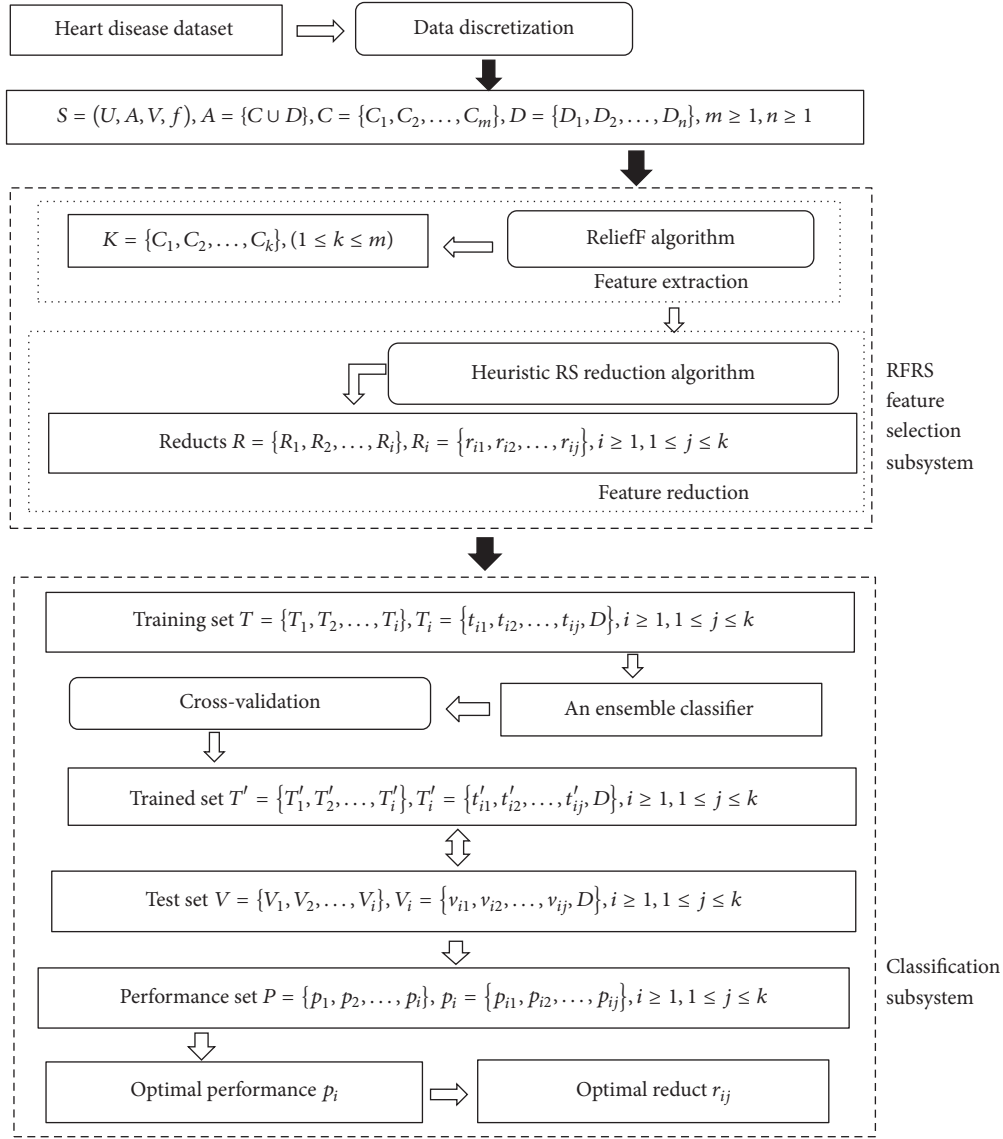 Heart disease dataset
Data discretization
S = (U, A, V, f), A = {C ∪ D}, C = {C₁, C₂, . . . , Cₘ}, D = {D₁, D₂, . . . , Dₙ}, m ≥ 1, n ≥ 1
K = {C₁, C₂, . . . , Cₖ}, (1 ≤ k ≤ m)
ReliefF algorithm
Feature extraction
Heuristic RS reduction algorithm
Reducts R = {R₁, R₂, . . . , Rᵢ}, Rᵢ = {rᵢ₁, rᵢ₂, . . . , rᵢⱼ}, i ≥ 1, 1 ≤ j ≤ k
Feature reduction
RFRS
feature
selection
subsystem
Training set T = {T₁, T₂, . . . , Tᵢ}, Tᵢ = {tᵢ₁, tᵢ₂, . . . , tᵢⱼ, D}, i ≥ 1, 1 ≤ j ≤ k
Cross-validation
An ensemble classifier
Trained set T′ = {T′₁, T′₂, . . . , T′ᵢ}, T′ᵢ = {t′ᵢ₁, t′ᵢ₂, . . . , t′ᵢⱼ, D}, i ≥ 1, 1 ≤ j ≤ k
Test set V = {V₁, V₂, . . . , Vᵢ}, Vᵢ = {vᵢ₁, vᵢ₂, . . . , vᵢⱼ, D}, i ≥ 1, 1 ≤ j ≤ k
Performance set P = {p₁, p₂, . . . , pᵢ}, pᵢ = {pᵢ₁, pᵢ₂, . . . , pᵢⱼ}, i ≥ 1, 1 ≤ j ≤ k
Optimal performance pᵢ
Optimal reduct rᵢⱼ
Classification
subsystem